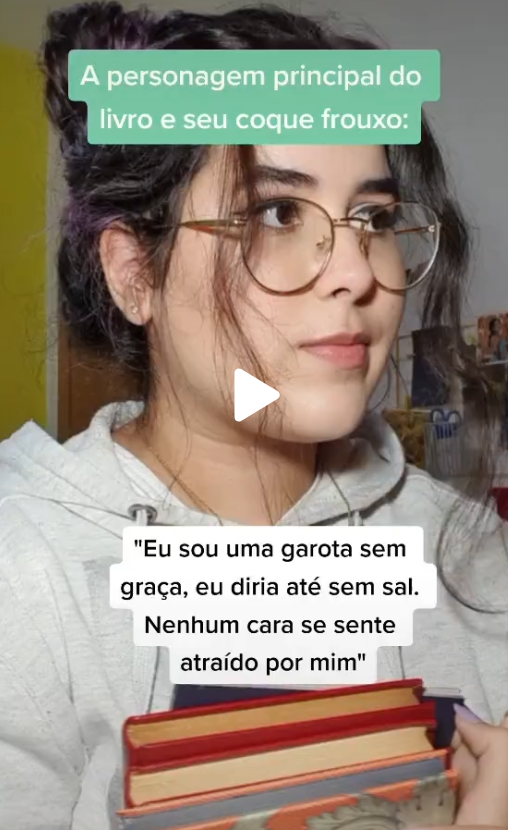 A personagem principal do
livro e seu coque frouxo:
"Eu sou uma garota sem
graça, eu diria até sem sal.
Nenhum cara se sente
atraído por mim"